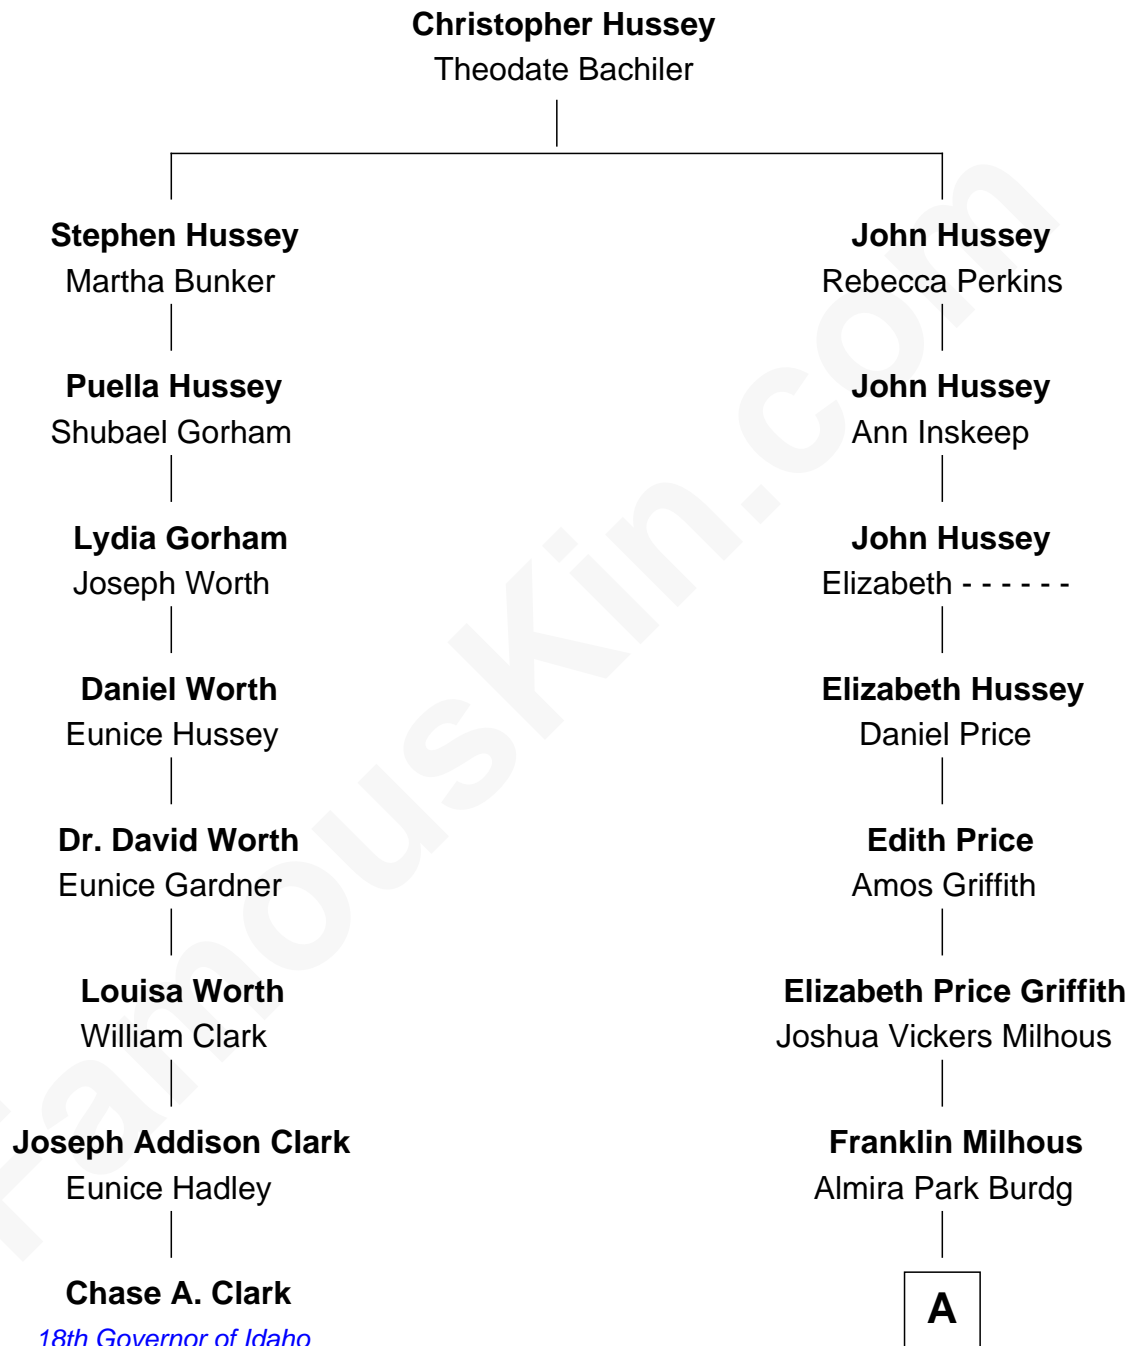 Christopher Hussey
Theodate Bachiler
Stephen Hussey
Martha Bunker
John Hussey
Rebecca Perkins
Puella Hussey
Shubael Gorham
John Hussey
Ann Inskeep
Lydia Gorham
Joseph Worth
John Hussey
Elizabeth - - - - - -
Daniel Worth
Eunice Hussey
Elizabeth Hussey
Daniel Price
Dr. David Worth
Eunice Gardner
Edith Price
Amos Griffith
Louisa Worth
William Clark
Elizabeth Price Griffith
Joshua Vickers Milhous
Joseph Addison Clark
Eunice Hadley
Franklin Milhous
Almira Park Burdg
Chase A. Clark
18th Governor of Idaho
A
FamousKin.com